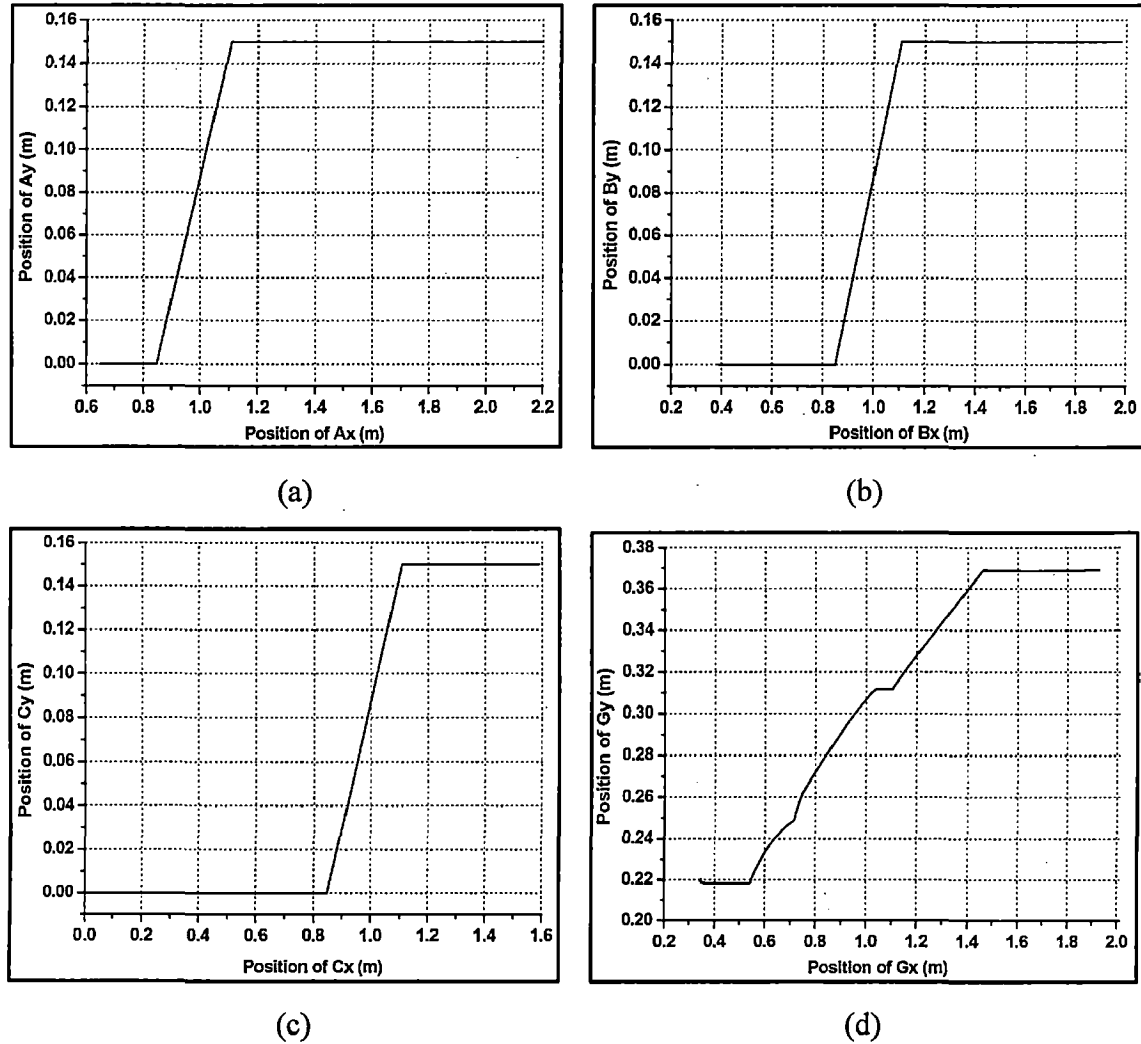 0.16
0.14
0.12
0.10
0.08
0.06
0.04
0.02
0.00
Position of Ay (m)
0.6 0.8 1.0 1.2 1.4 1.6 1.8 2.0 2.2
Position of Ax (m)
(a)
0.16
0.14
0.12
0.10
0.08
0.06
0.04
0.02
0.00
Position of By (m)
0.2 0.4 0.6 0.8 1.0 1.2 1.4 1.6 1.8 2.0
Position of Bx (m)
(b)
0.16
0.14
0.12
0.10
0.08
0.06
0.04
0.02
0.00
Position of Cy (m)
0.0 0.2 0.4 0.6 0.8 1.0 1.2 1.4 1.6
Position of Cx (m)
(c)
0.38
0.36
0.34
0.32
0.30
0.28
0.26
0.24
0.22
0.20
Position of Gy (m)
0.2 0.4 0.6 0.8 1.0 1.2 1.4 1.6 1.8 2.0
Position of Gx (m)
(d)